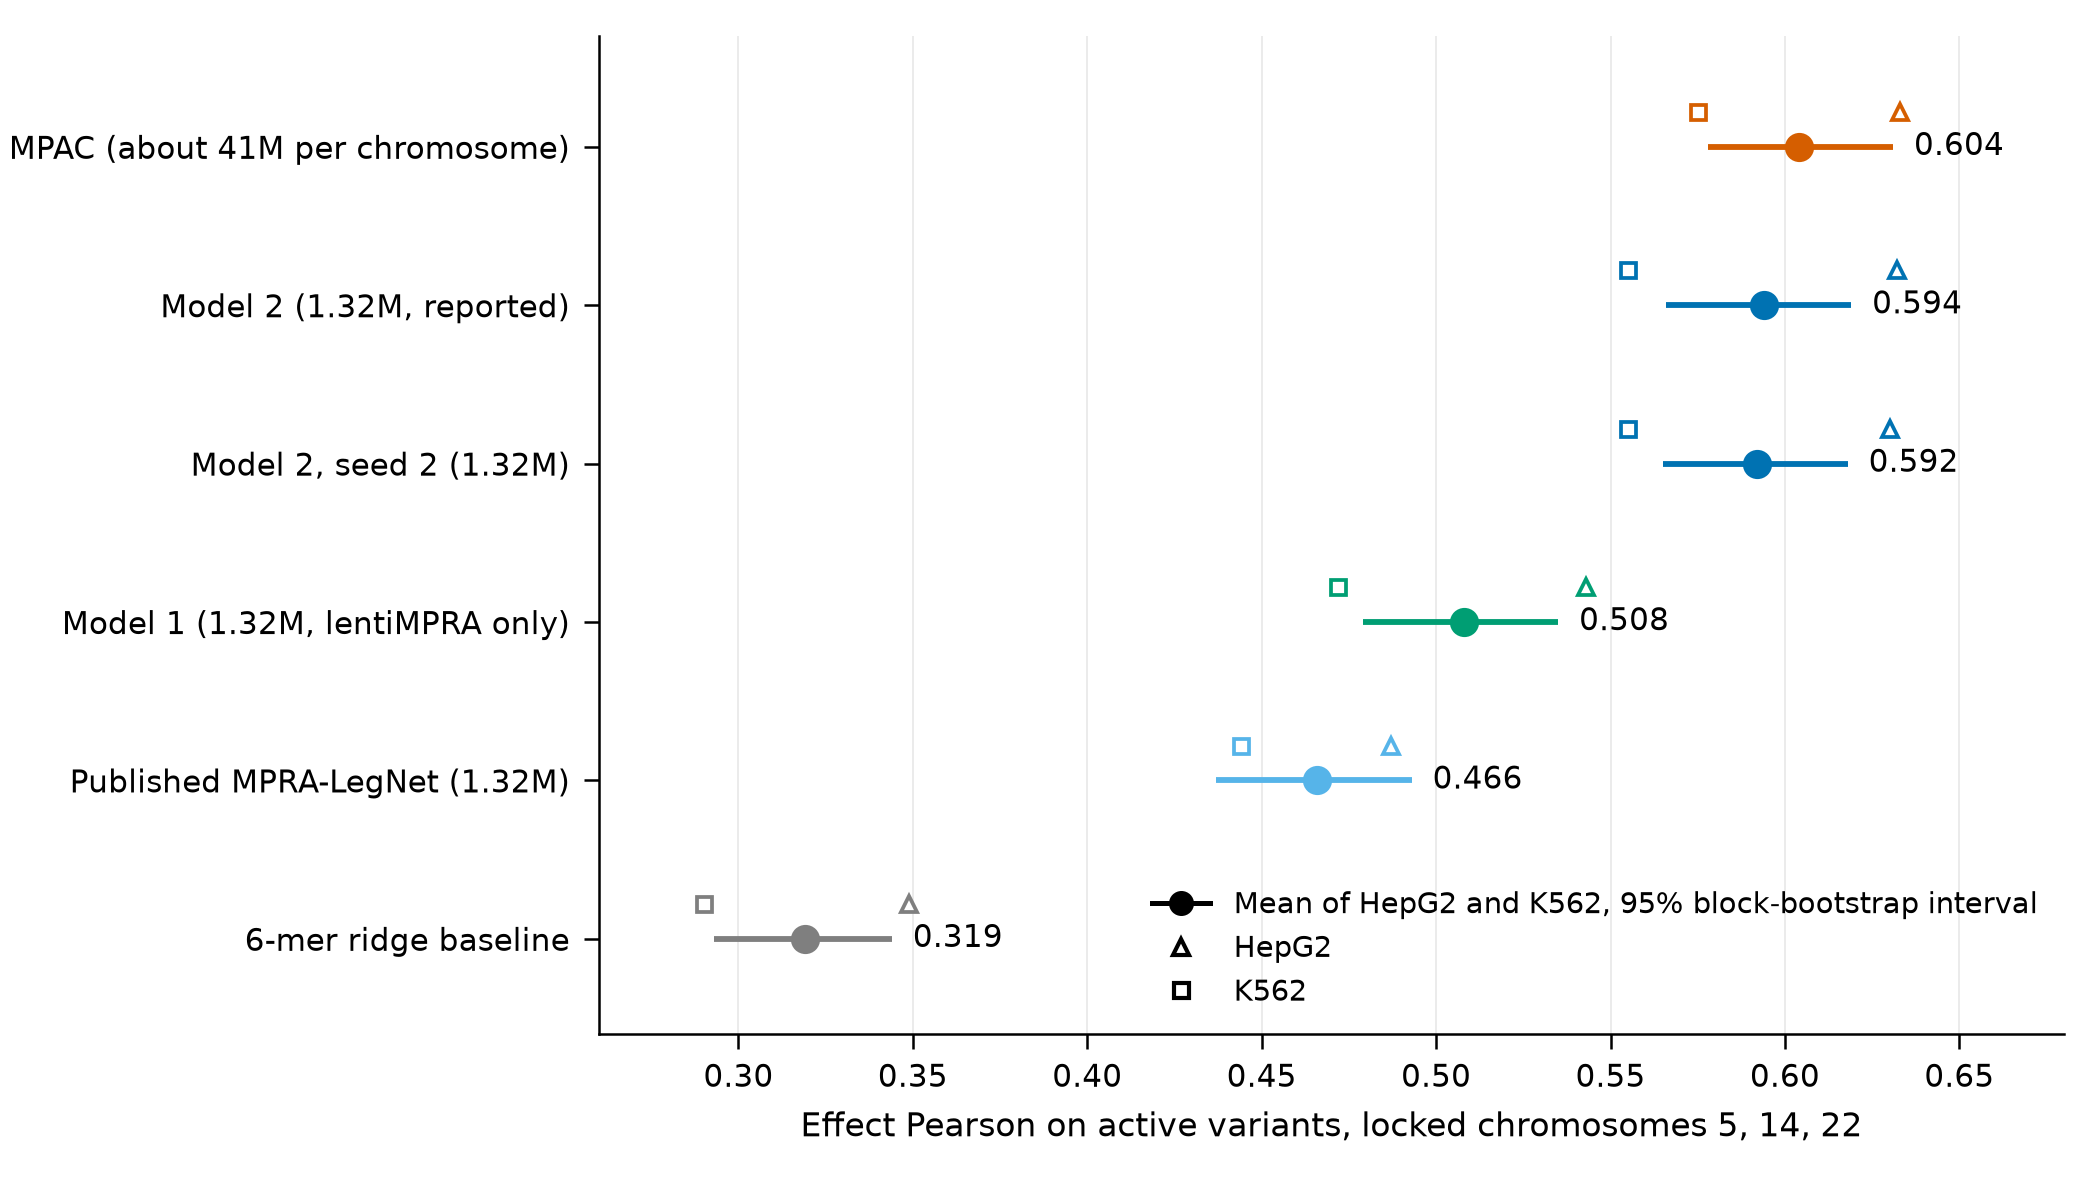 MPAC (about 41M per chromosome)
0.604
Model 2 (1.32M, reported)
0.594
Model 2, seed 2 (1.32M)
0.592
Model 1 (1.32M, lentiMPRA only)
0.508
Published MPRA-LegNet (1.32M)
0.466
6-mer ridge baseline
0.319
Mean of HepG2 and K562, 95% block-bootstrap interval
HepG2
K562
0.30 0.35 0.40 0.45 0.50 0.55 0.60 0.65
Effect Pearson on active variants, locked chromosomes 5, 14, 22